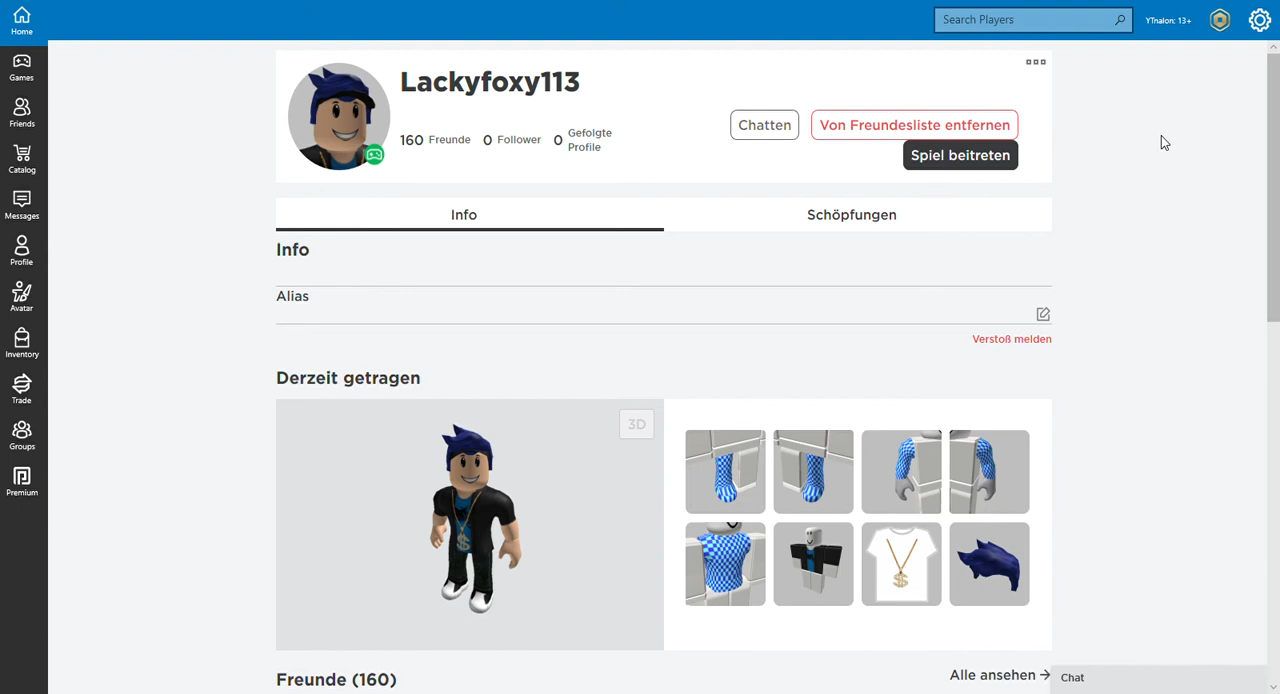 Home
Search Players
YTnalon: 13+
Games
Friends
Catalog
Messages
Profile
Avatar
Inventory
Trade
Groups
Premium
Lackyfoxy113
160 Freunde 0 Follower 0 Gefolgte
Profile
Chatten
Von Freundesliste entfernen
Spiel beitreten
Info
Schöpfungen
Info
Alias
Verstoß melden
Derzeit getragen
3D
$
$
Freunde (160)
Alle ansehen
Chat